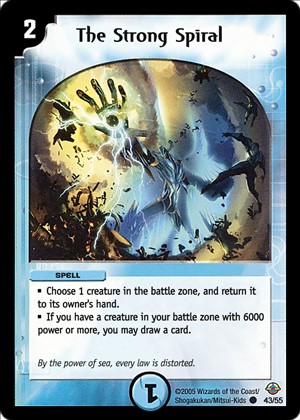 2
The Strong Spiral
SPELL
▪ Choose 1 creature in the battle zone, and return it
to its owner's hand.
▪ If you have a creature in your battle zone with 6000
power or more, you may draw a card.
By the power of sea, every law is distorted.
1
©2005 Wizards of the Coast/
Shogakukan/Mitsui-Kids ● 43/55